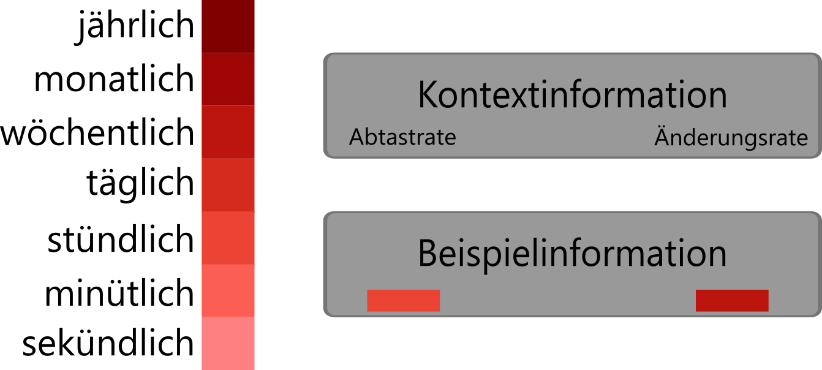 jährlich
monatlich
wöchentlich
täglich
stündlich
minütlich
sekündlich
Kontextinformation
Abtastrate Änderungsrate
Beispielinformation